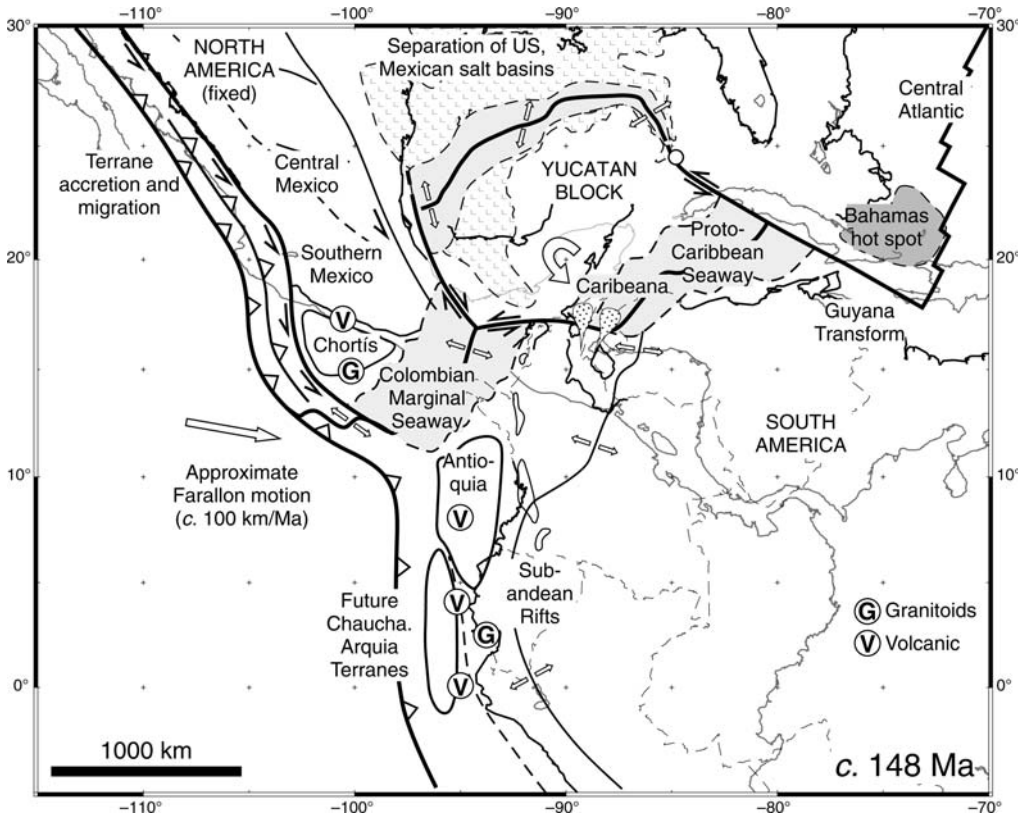 −110°
−100°
−90°
−80°
−70°
30°
30°
NORTH
AMERICA
(fixed)
Separation of US,
Mexican salt basins
Central
Atlantic
Terrane
accretion and
migration
Central
Mexico
YUCATAN
BLOCK
Bahamas
'hot spot'
Proto-
Caribbean
Seaway
20°
20°
Southern
Mexico
Caribeana
Guyana
Transform
V
Chortís
G
Colombian
Marginal
Seaway
SOUTH
AMERICA
10°
10°
Approximate
Farallon motion
(c. 100 km/Ma)
Antio-
quia
V
Future
Chaucha.
Arquia
Terranes
V
G
V
Sub-
andean
Rifts
G Granitoids
V Volcanic
0°
0°
1000 km
c. 148 Ma
−110°
−100°
−90°
−80°
−70°